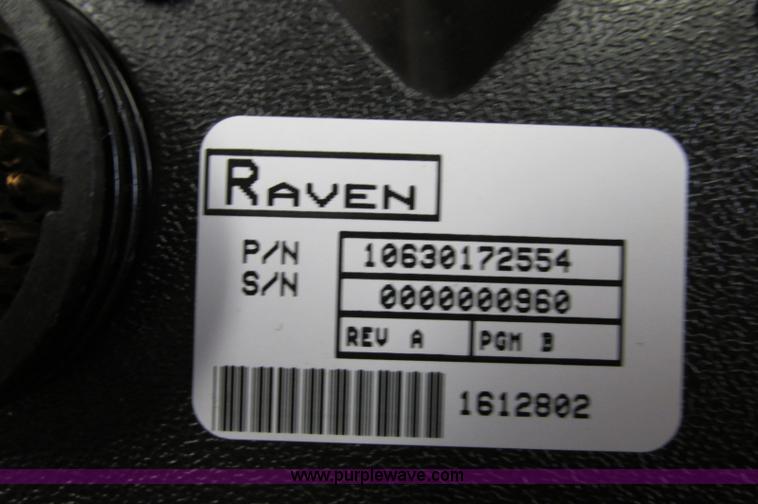 RAVEN
P/N 10630172554
S/N 0000000960
REV A PGM B
1612802
www.purplewave.com